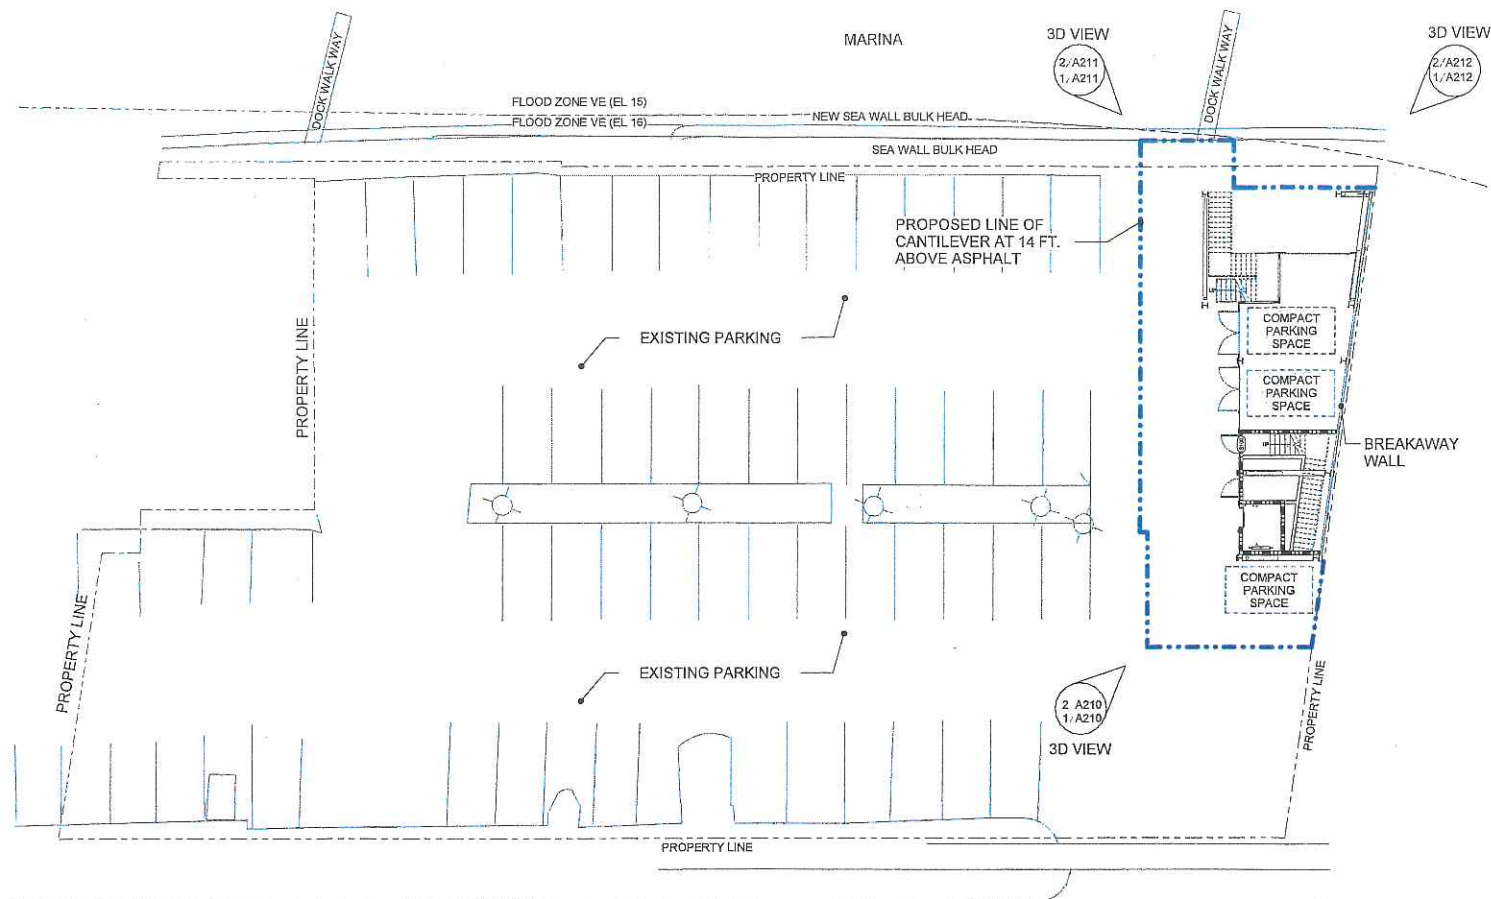 MARINA
3D VIEW
2/A211
1/A211
3D VIEW
2/A212
1/A212
DOCK WALK WAY
DOCK WALK WAY
FLOOD ZONE VE (EL 15)
FLOOD ZONE VE (EL 16)
NEW SEA WALL BULK HEAD
SEA WALL BULK HEAD
PROPERTY LINE
PROPOSED LINE OF
CANTILEVER AT 14 FT.
ABOVE ASPHALT
EXISTING PARKING
PROPERTY LINE
COMPACT
PARKING
SPACE
COMPACT
PARKING
SPACE
BREAKAWAY
WALL
COMPACT
PARKING
SPACE
PROPERTY LINE
EXISTING PARKING
2 A210
1/A210
3D VIEW
PROPERTY LINE
PROPERTY LINE